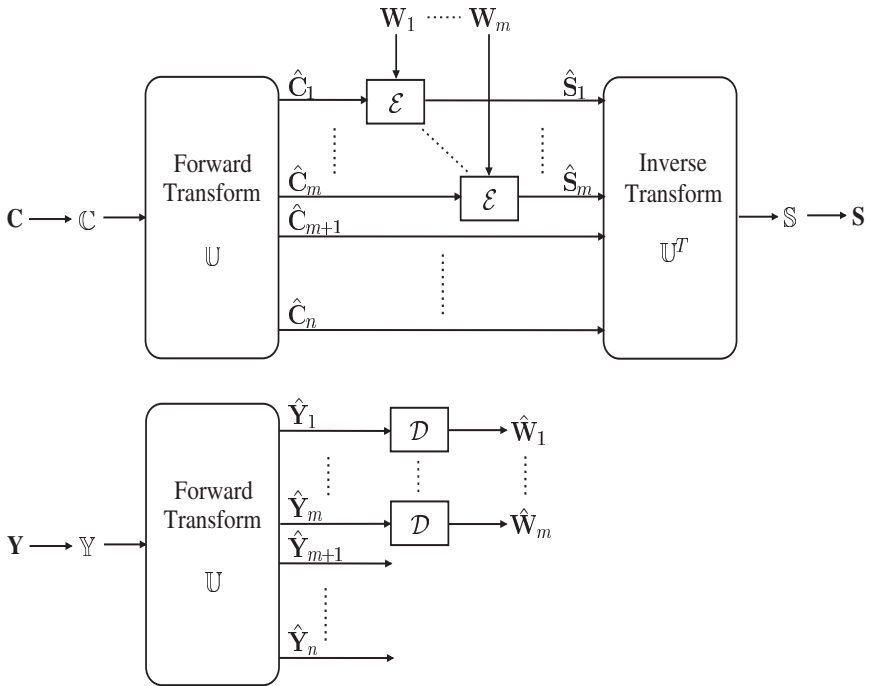 W₁ ........ Wₘ
Ĉ₁
ℰ
Ŝ₁
Forward
Transform
𝕌
Inverse
Transform
𝕌ᵀ
Ĉₘ
ℰ
Ŝₘ
C
ℂ
Ĉₘ₊₁
𝕊
S
Ĉₙ
Ŷ₁
𝒟
Ŵ₁
Forward
Transform
𝕌
Ŷₘ
𝒟
Ŵₘ
Y
𝕐
Ŷₘ₊₁
Ŷₙ